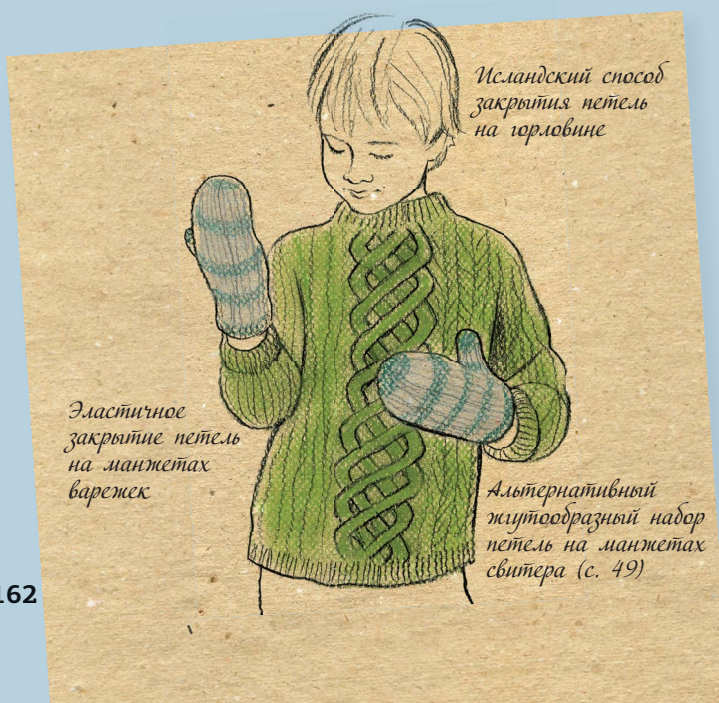 Исландский способ
закрытия петель
на горловине
Эластичное
закрытие петель
на манжетах
варежек
Альтернативный
жгутообразный набор
петель на манжетах
свитера (с. 49)
162